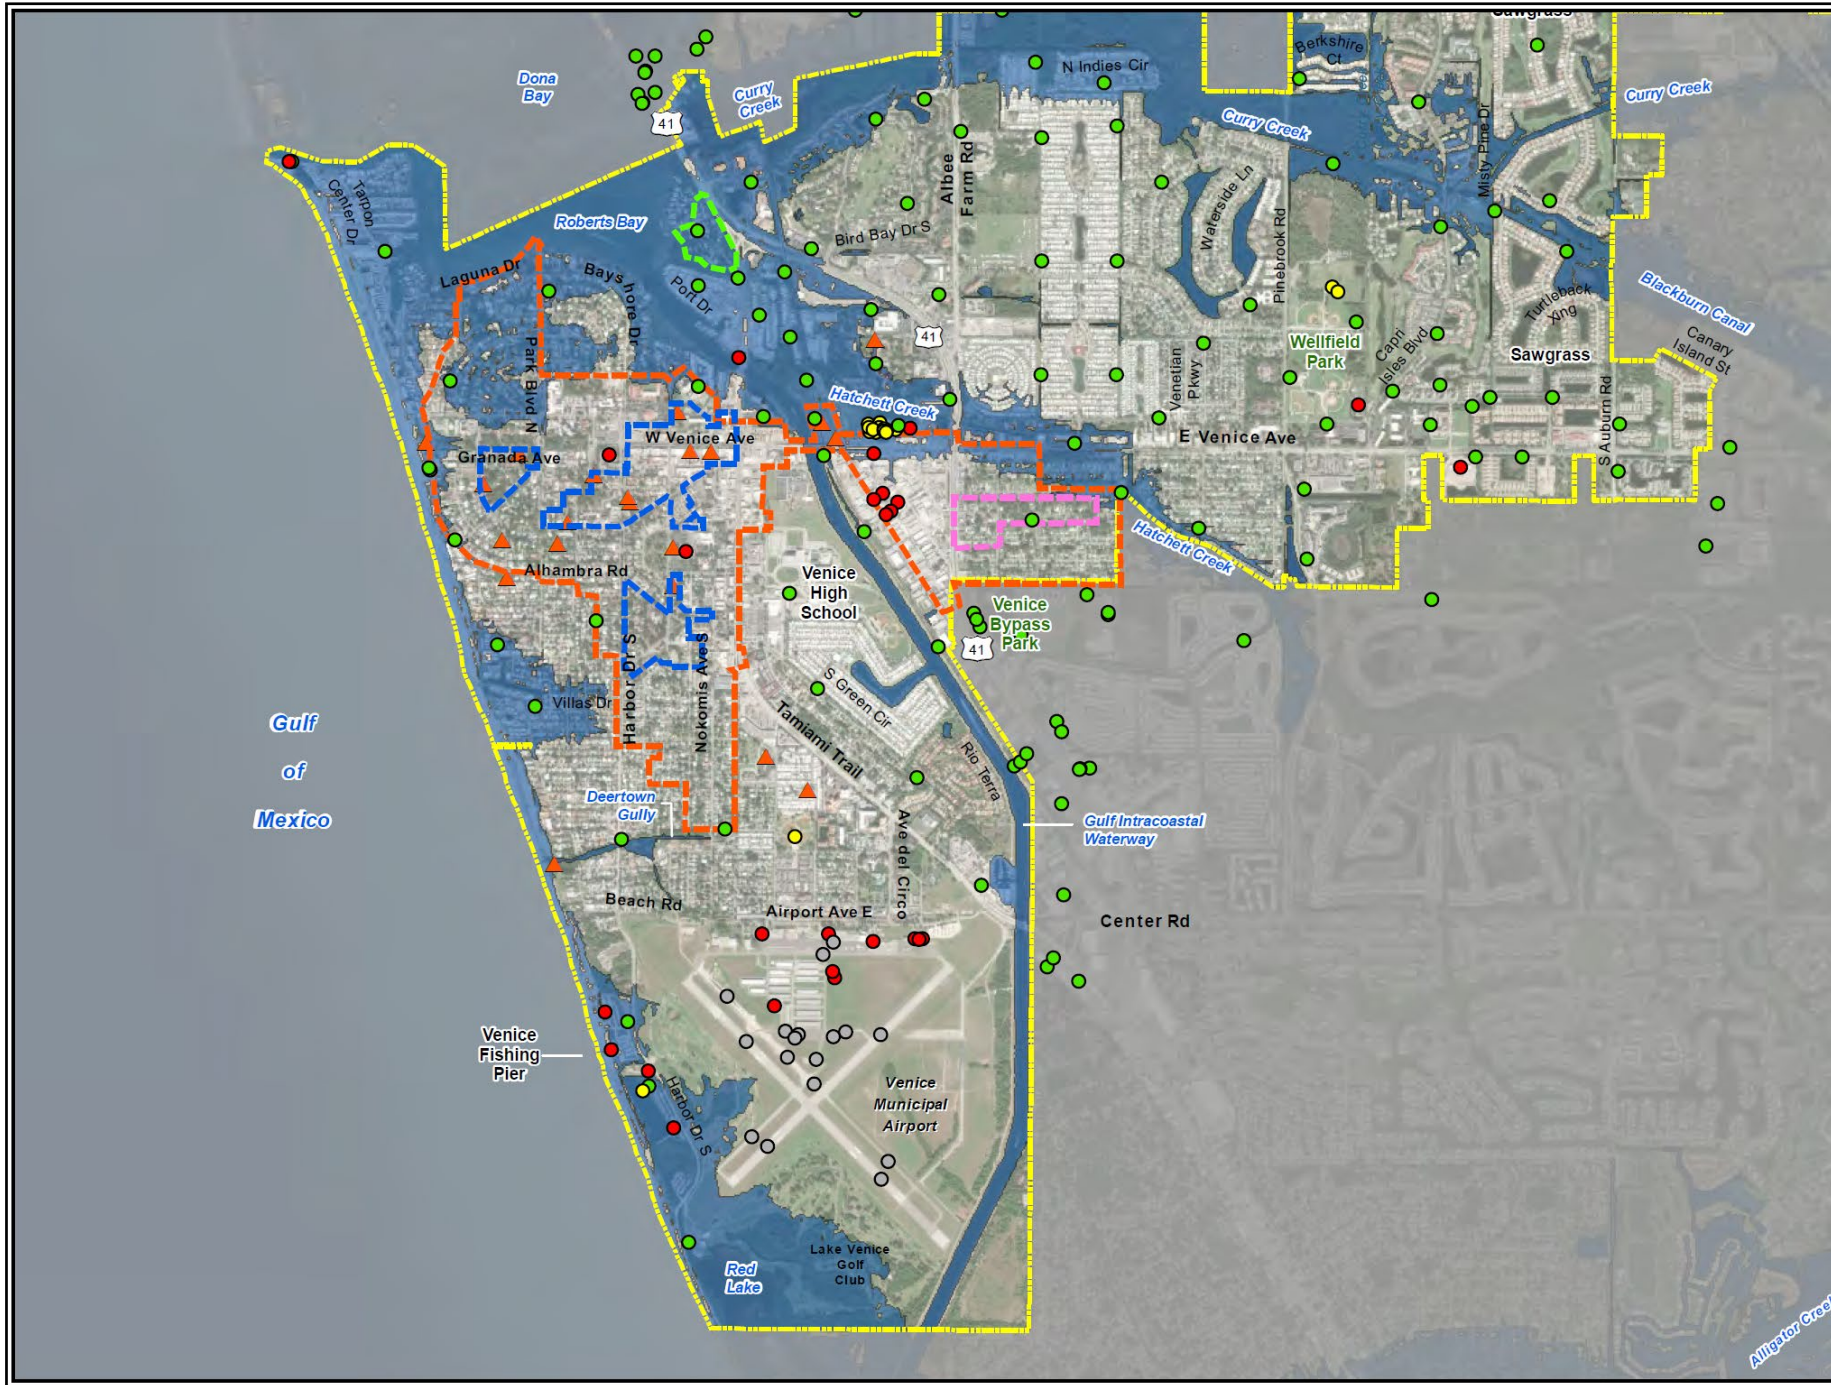 Sawgrass
Berkshire
Ct
Dona
Bay
N Indies Cir
Curry
Creek
Curry Creek
41
Curry Creek
Misty Pine Dr
Albee
Farm Rd
Tarpon
Center Dr
Waterside Ln
Roberts Bay
Bird Bay Dr S
Pinebrook Rd
Laguna Dr
Bays hore Dr
Port Dr
Turtleback
Xing
Blackburn Canal
41
Wellfield
Park
Capri
Isles Blvd
Sawgrass
Canary
Island St
Park Blvd N
Venetian
Pkwy
Hatchett Creek
S Auburn Rd
W Venice Ave
E Venice Ave
Granada Ave
Hatchett Creek
Alhambra Rd
Venice
High
School
Venice
Bypass
Park
41
Harbor Dr S
Nokomis Ave S
S Green Cir
Villas Dr
Gulf
of
Mexico
Tamiami Trail
Rio Terra
Deertown
Gully
Gulf Intracoastal
Waterway
Ave del Circo
Beach Rd
Airport Ave E
Center Rd
Venice
Fishing
Pier
Harbor Dr S
Venice
Municipal
Airport
Lake Venice
Golf
Club
Red
Lake
Alligator Creek